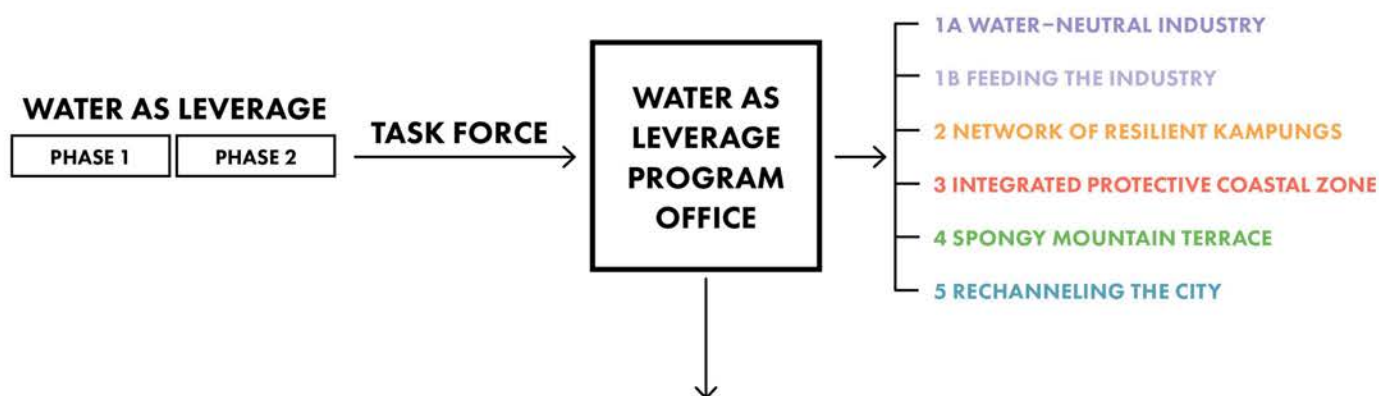 WATER AS LEVERAGE
PHASE 1
PHASE 2
TASK FORCE
WATER AS
LEVERAGE
PROGRAM
OFFICE
1A WATER–NEUTRAL INDUSTRY
1B FEEDING THE INDUSTRY
2 NETWORK OF RESILIENT KAMPUNGS
3 INTEGRATED PROTECTIVE COASTAL ZONE
4 SPONGY MOUNTAIN TERRACE
5 RECHANNELING THE CITY